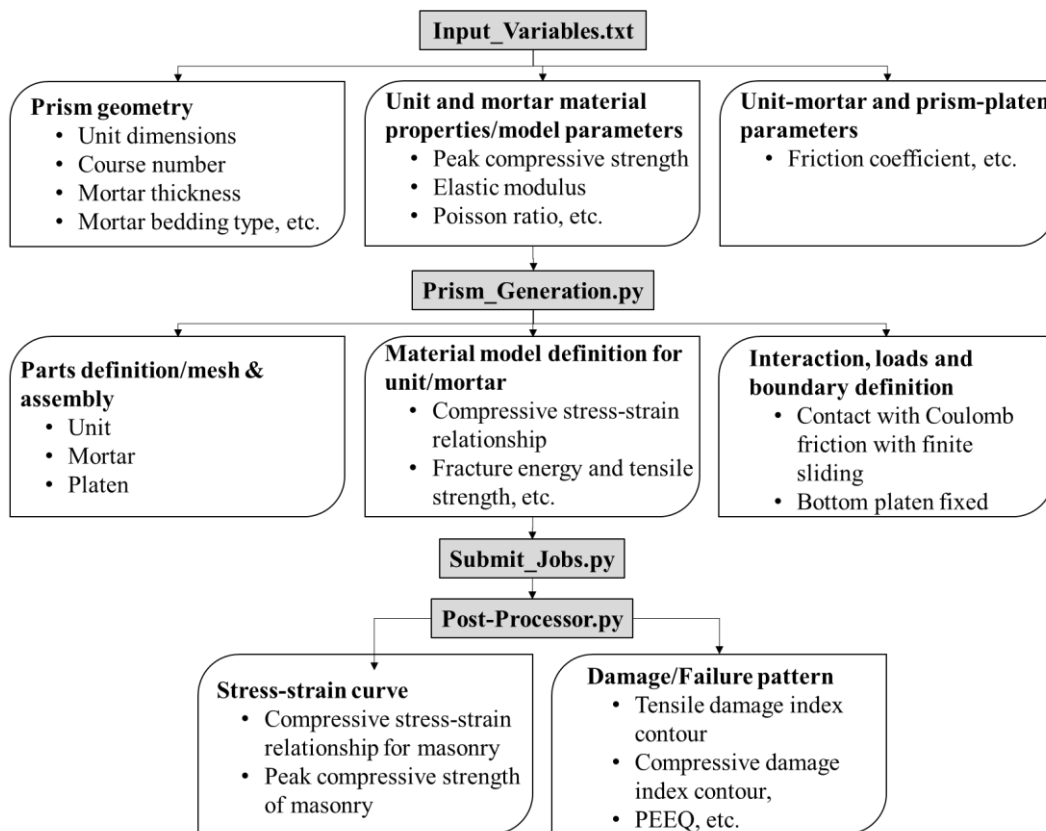 Input_Variables.txt
Prism geometry
• Unit dimensions
• Course number
• Mortar thickness
• Mortar bedding type, etc.
Unit and mortar material
properties/model parameters
• Peak compressive strength
• Elastic modulus
• Poisson ratio, etc.
Unit-mortar and prism-platen
parameters
• Friction coefficient, etc.
Prism_Generation.py
Parts definition/mesh &
assembly
• Unit
• Mortar
• Platen
Material model definition for
unit/mortar
• Compressive stress-strain
relationship
• Fracture energy and tensile
strength, etc.
Interaction, loads and
boundary definition
• Contact with Coulomb
friction with finite
sliding
• Bottom platen fixed
Submit_Jobs.py
Post-Processor.py
Stress-strain curve
• Compressive stress-strain
relationship for masonry
• Peak compressive strength
of masonry
Damage/Failure pattern
• Tensile damage index
contour
• Compressive damage
index contour,
• PEEQ, etc.